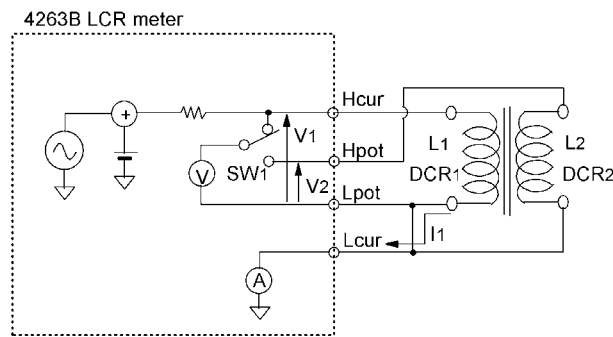 4263B LCR meter
Hcur
V1
L1
L2
Hpot
SW1
DCR1
DCR2
V
V2
Lpot
I1
Lcur
A